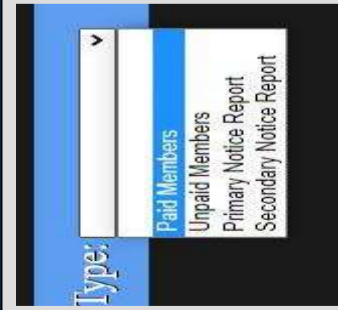 Type:
Paid Members
Unpaid Members
Primary Notice Report
Secondary Notice Report